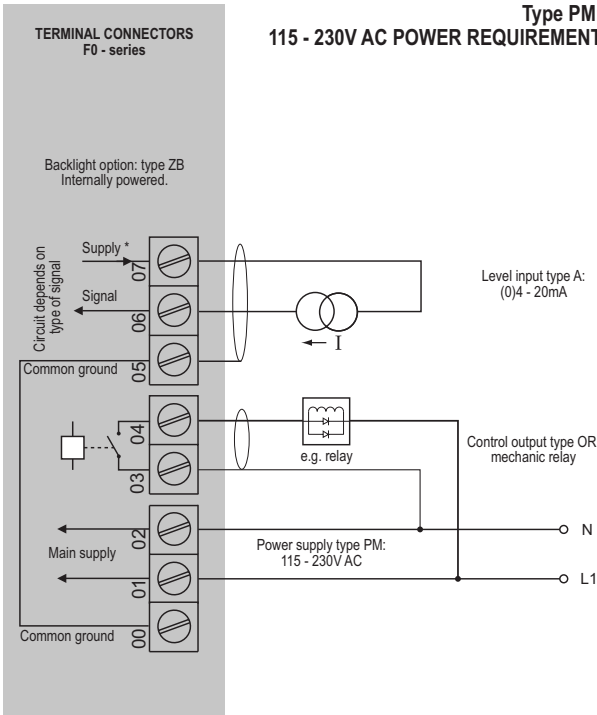 Type PM
115 - 230V AC POWER REQUIREMENT
TERMINAL CONNECTORS
F0 - series
Backlight option: type ZB
Internally powered.
Circuit depends on
type of signal
Supply *
07
Signal
06
Common ground
05
I
Level input type A:
(0)4 - 20mA
04
03
e.g. relay
Control output type OR
mechanic relay
02
Main supply
01
Power supply type PM:
115 - 230V AC
N
L1
Common ground
00